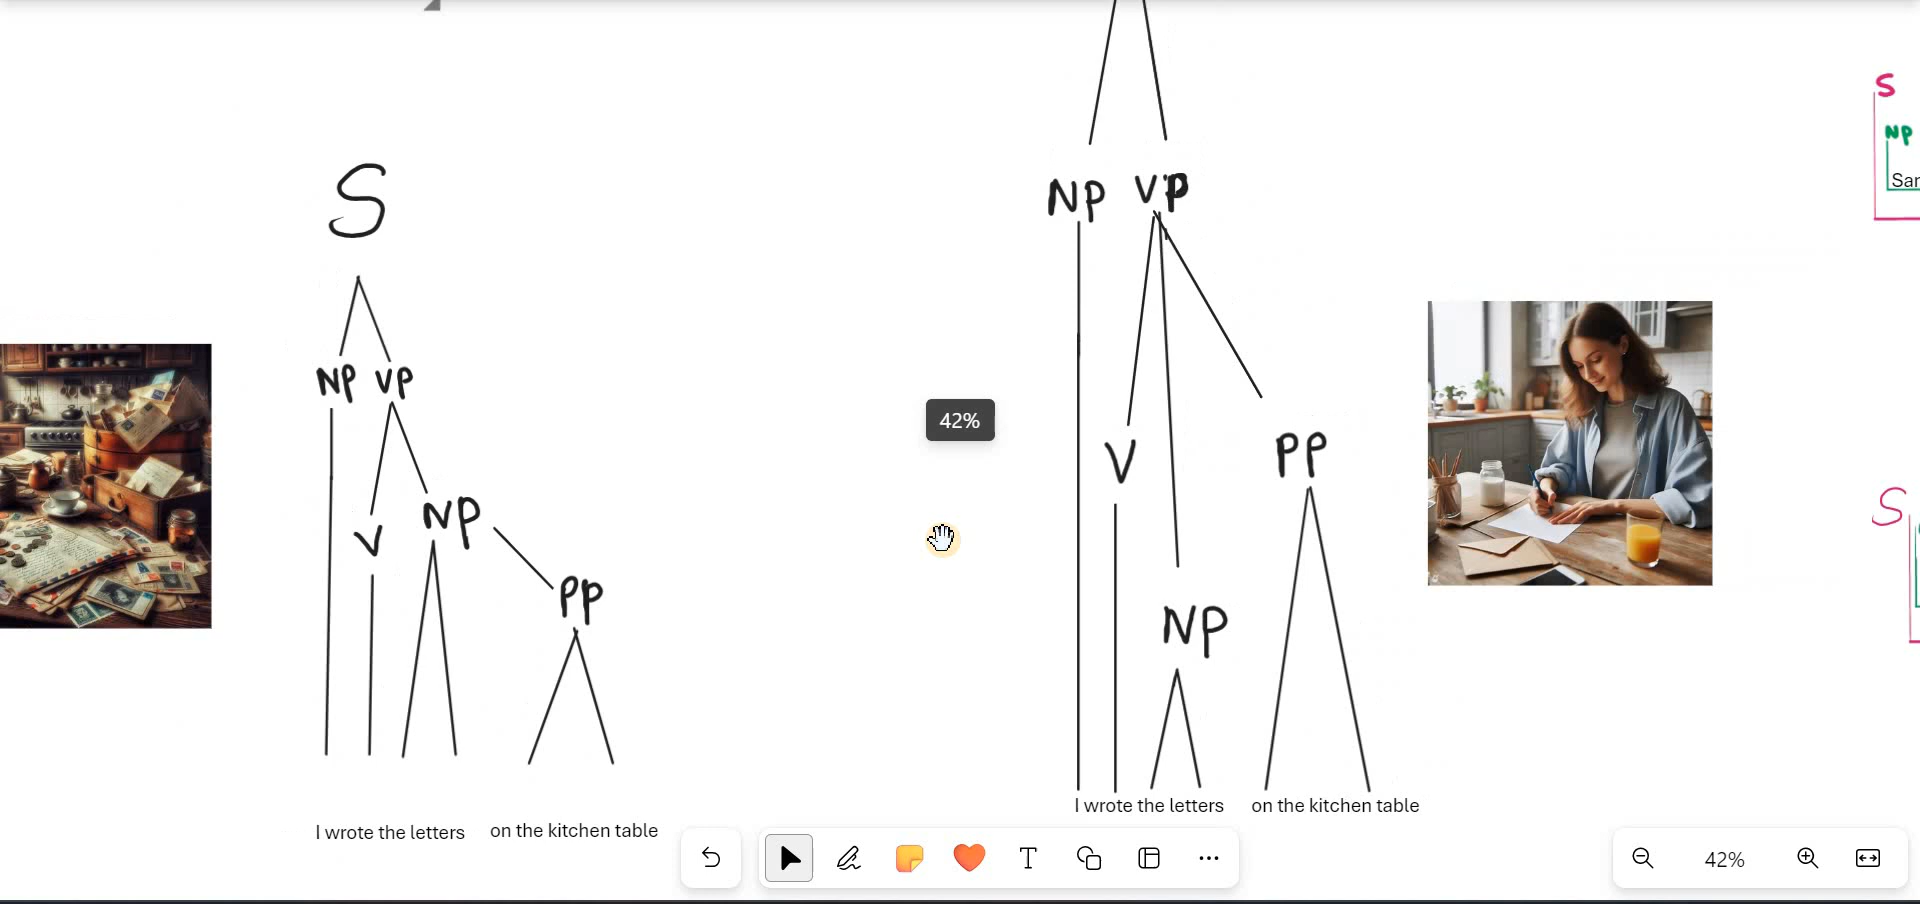 S
NP VP
V NP
PP
I wrote the letters on the kitchen table
NP VP
V
PP
NP
I wrote the letters on the kitchen table
S
NP
S
42%
T
42%